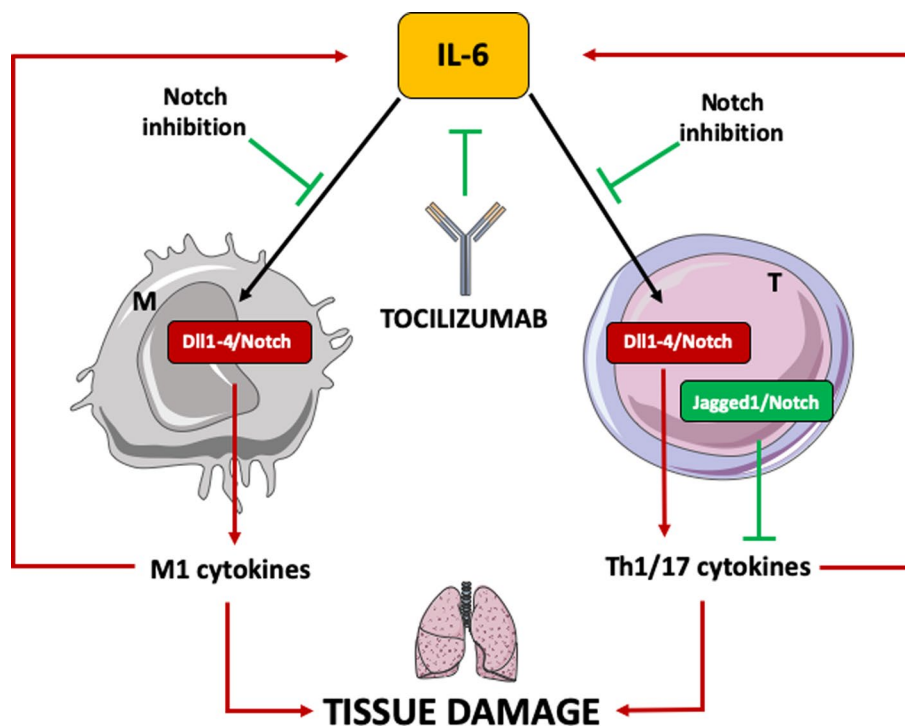 IL-6
Notch
inhibition
Notch
inhibition
TOCILIZUMAB
M
T
Dll1-4/Notch
Dll1-4/Notch
Jagged1/Notch
M1 cytokines
Th1/17 cytokines
TISSUE DAMAGE